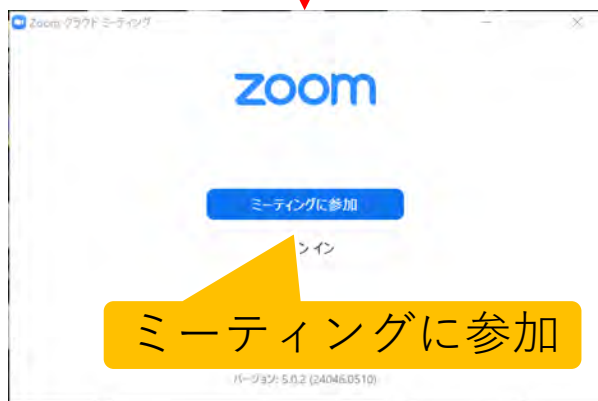 Zoom クラウド ミーティング
zoom
ミーティングに参加
ン イン
ミーティングに参加
バージョン: 5.0.2 (24046.0510)